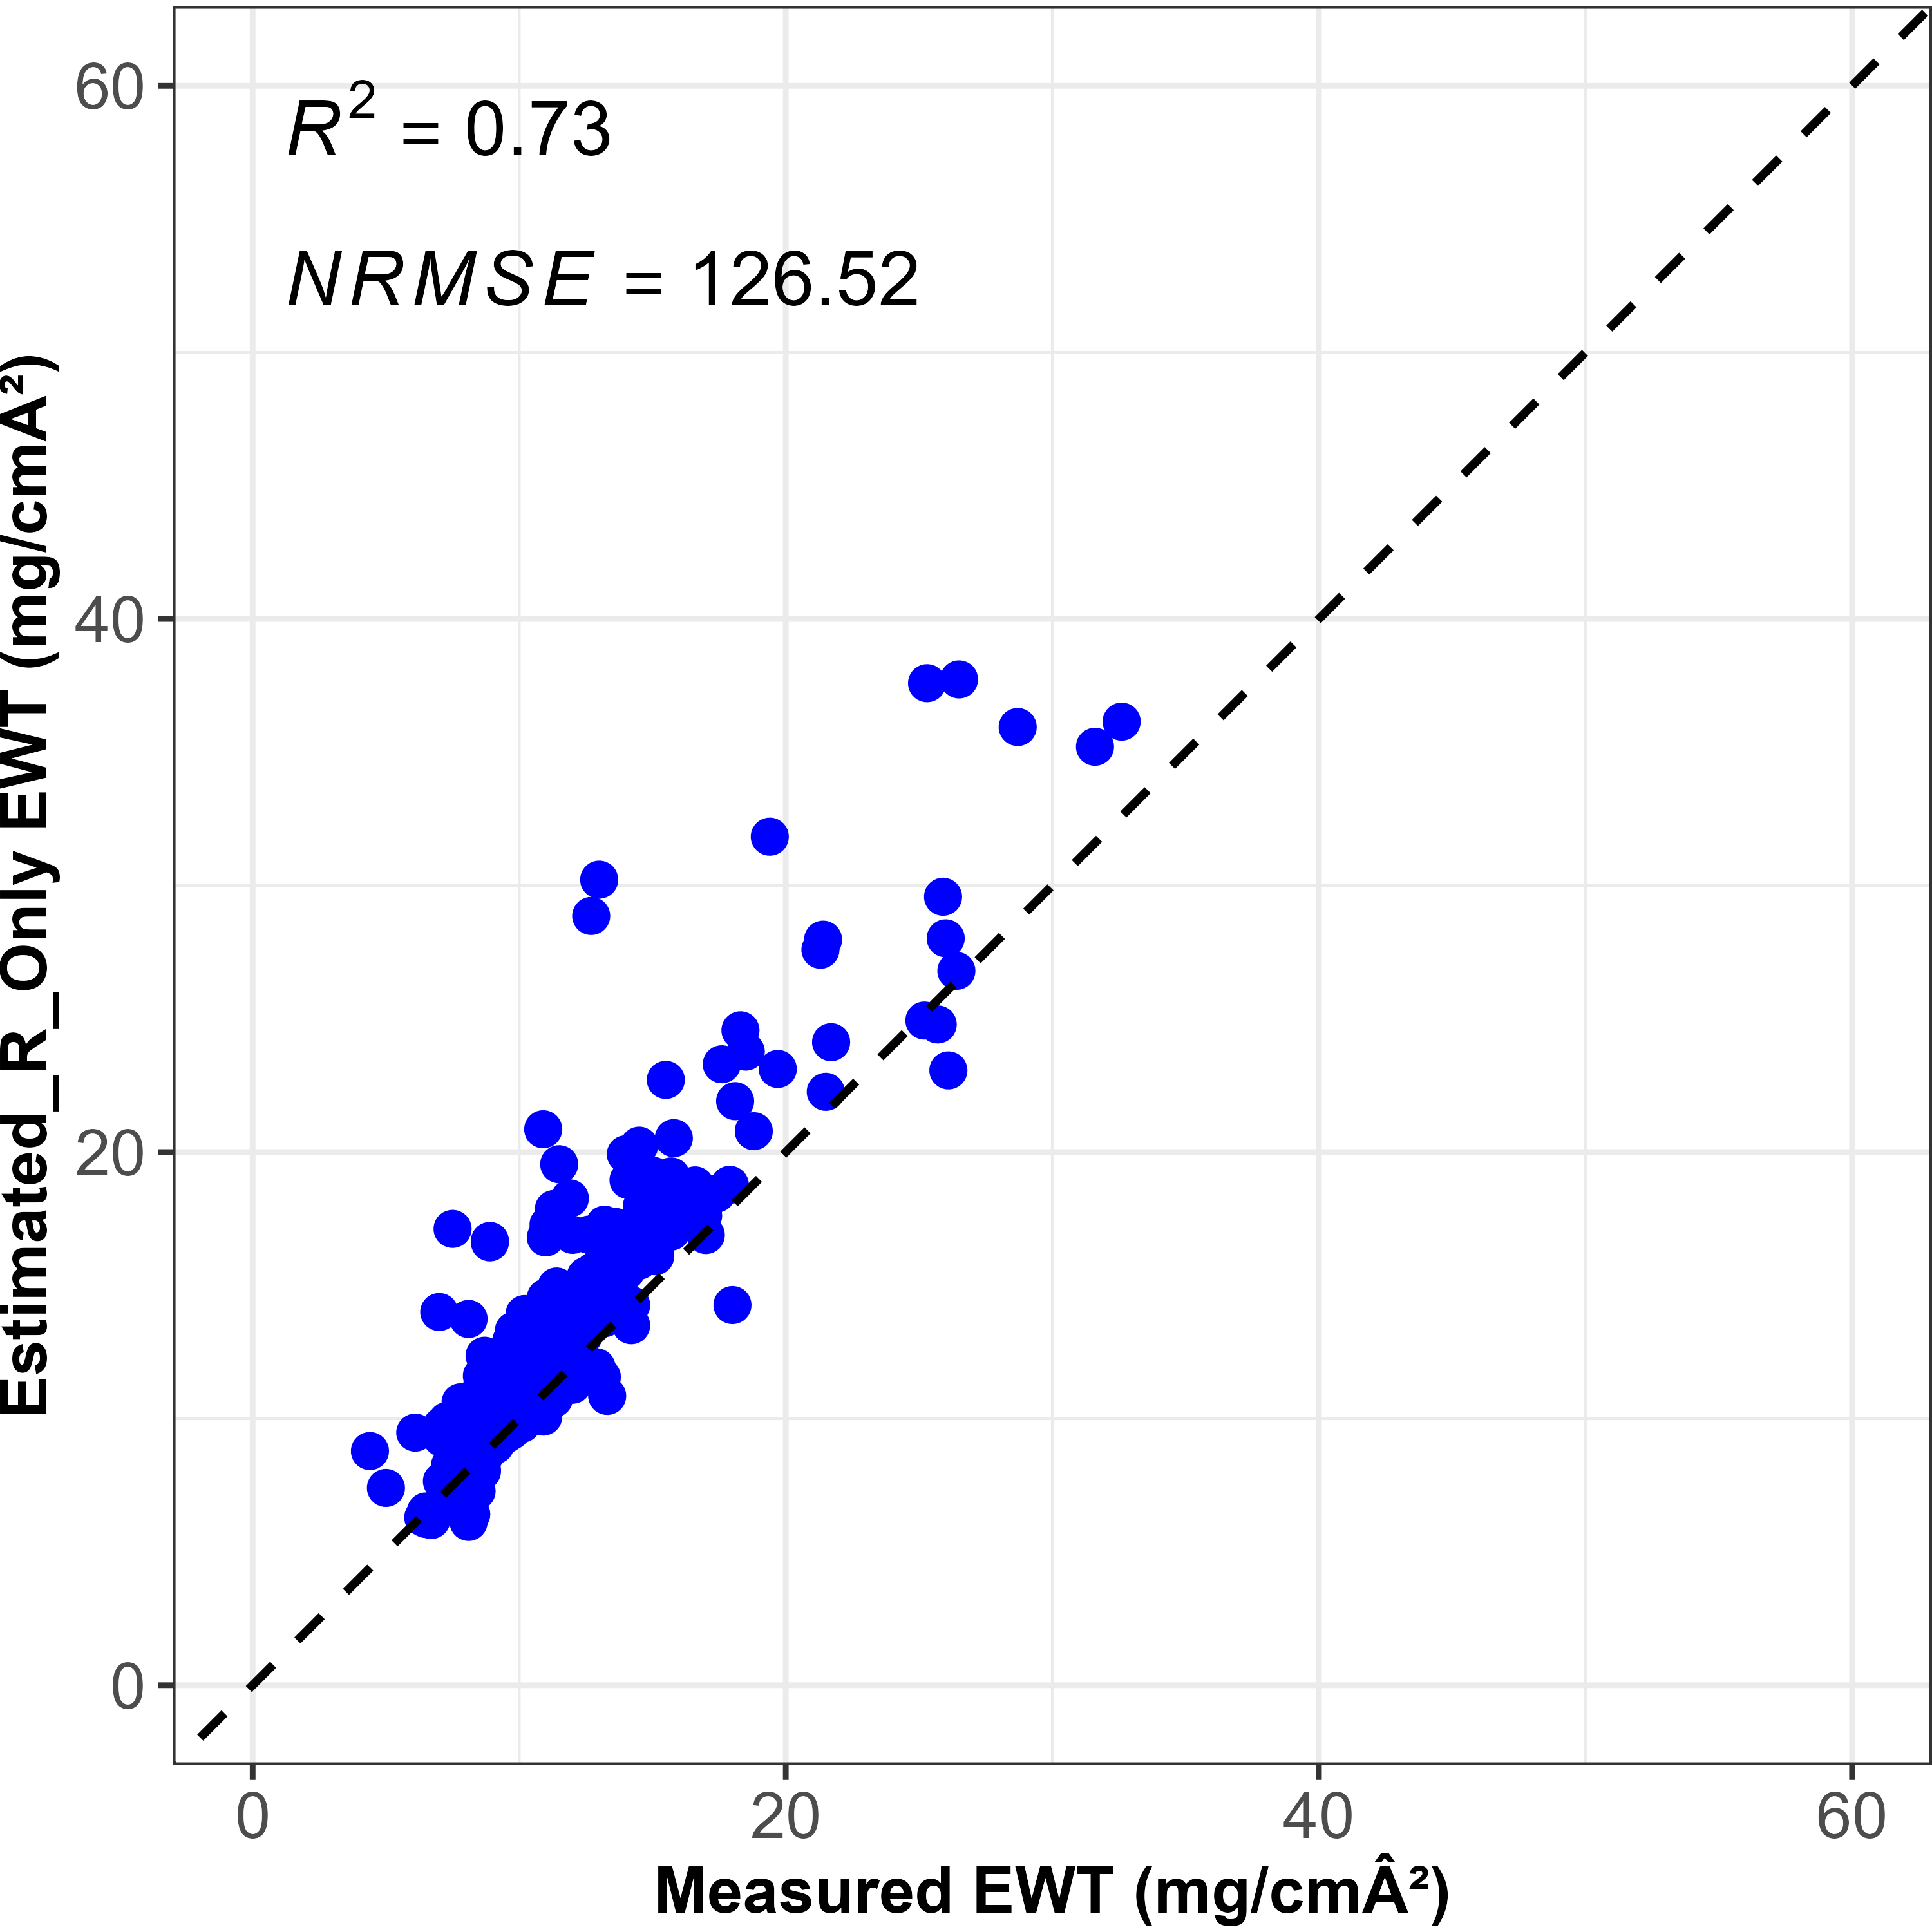 R² = 0.73
NRMSE = 126.52
Estimated_R_Only EWT (mg/cmÂ²)
60
40
20
0
0 20 40 60
Measured EWT (mg/cmÂ²)